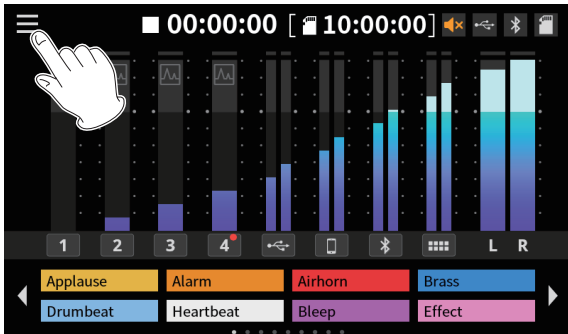 00:00:00 [10:00:00]
1 2 3 4 L R
Applause Alarm Airhorn Brass
Drumbeat Heartbeat Bleep Effect